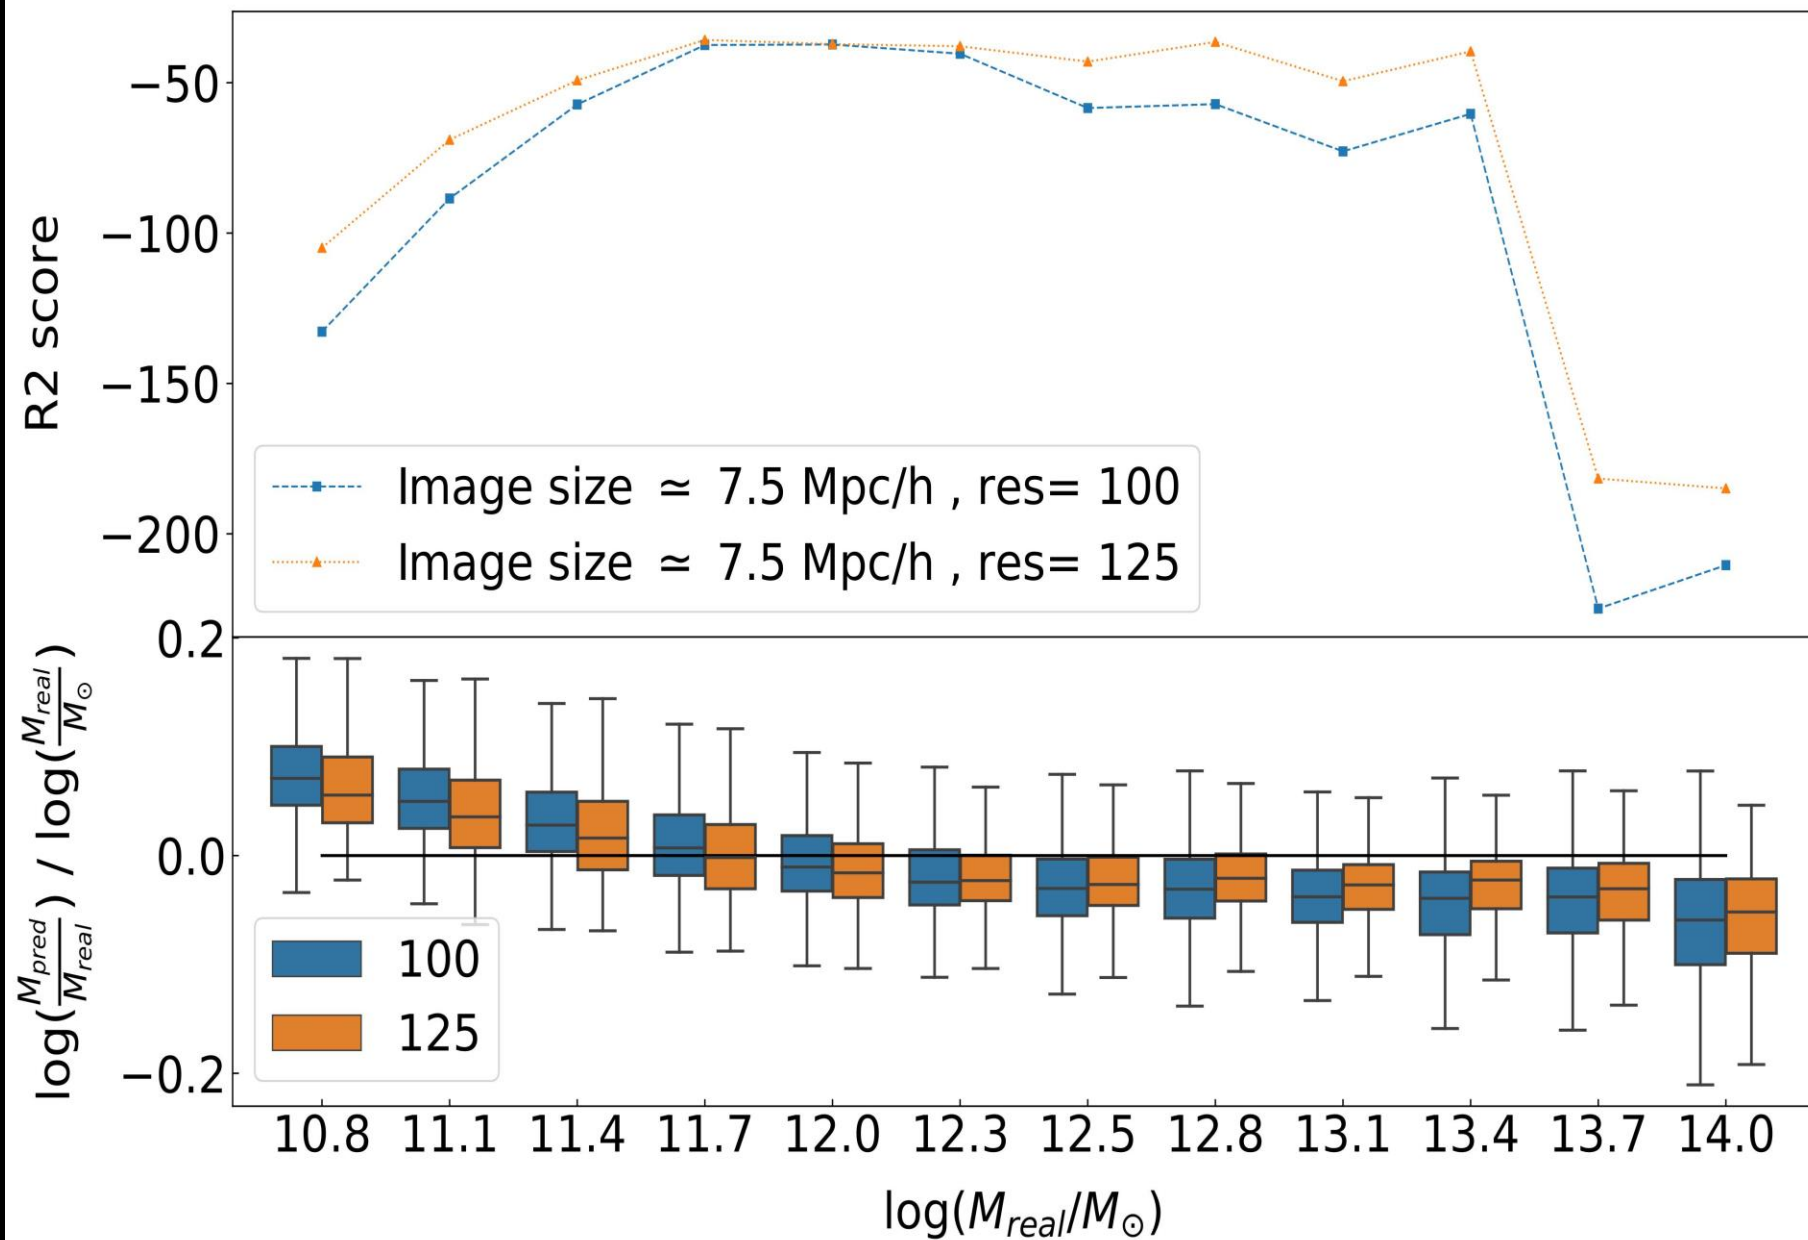 R2 score
−50
−100
−150
−200
Image size ≃ 7.5 Mpc/h , res= 100
Image size ≃ 7.5 Mpc/h , res= 125
log(M_pred/M_real) / log(M_real/M_⊙)
0.2
0.0
−0.2
100
125
10.8 11.1 11.4 11.7 12.0 12.3 12.5 12.8 13.1 13.4 13.7 14.0
log(M_real/M_⊙)